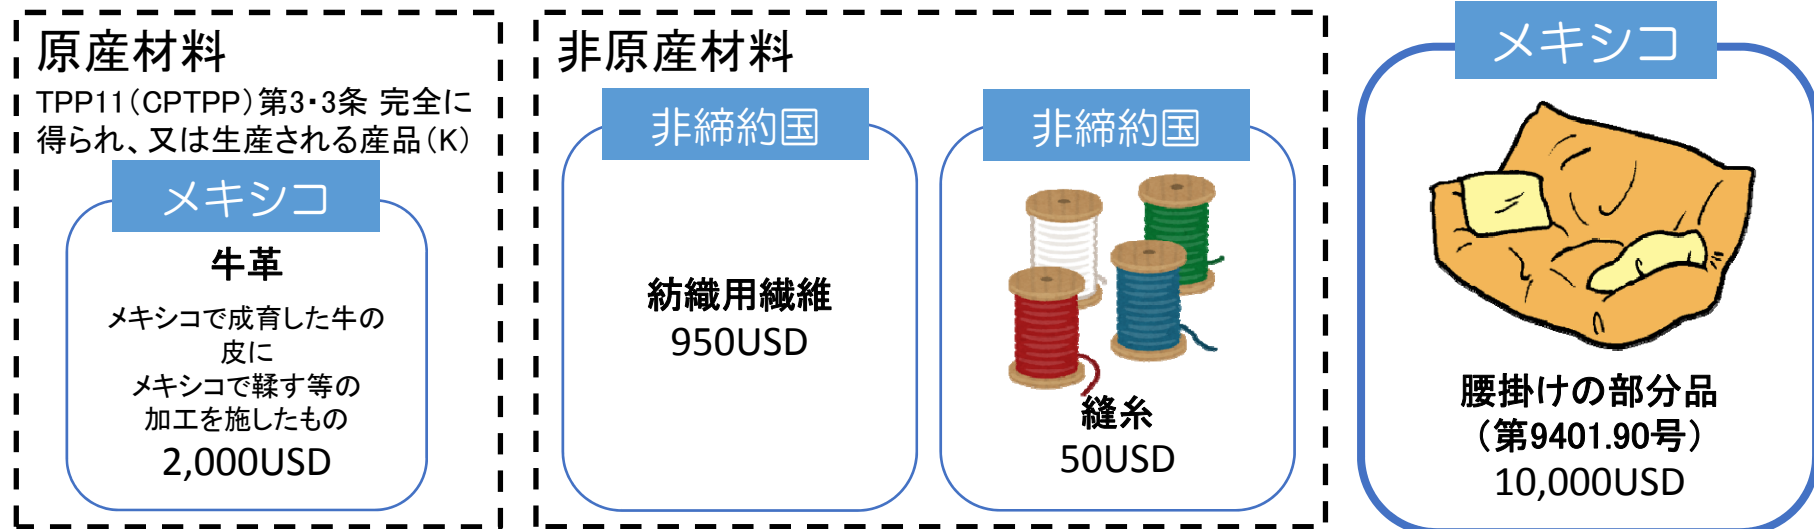 原産材料
TPP11(CPTPP)第3・3条 完全に
得られ、又は生産される産品(K)
メキシコ
牛革
メキシコで成育した牛の
皮に
メキシコで鞣す等の
加工を施したもの
2,000USD
非原産材料
非締約国
紡織用繊維
950USD
非締約国
縫糸
50USD
メキシコ
腰掛けの部分品
(第9401.90号)
10,000USD